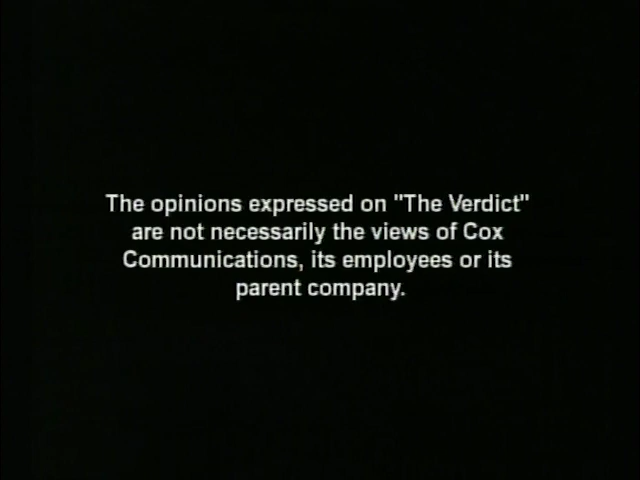 The opinions expressed on "The Verdict"
are not necessarily the views of Cox
Communications, its employees or its
parent company.